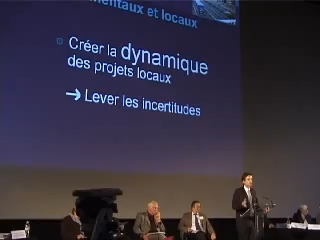 mentaux et locaux
Créer la dynamique
des projets locaux
→ Lever les incertitudes